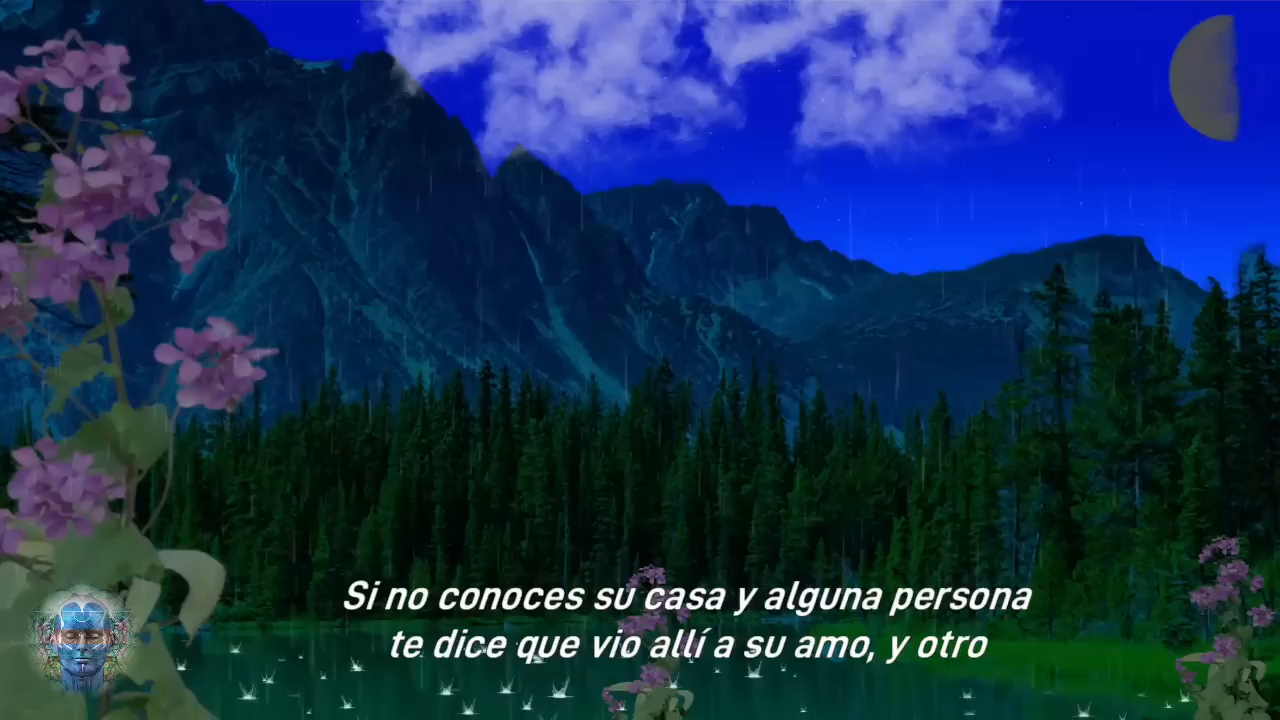 Si no conoces su casa y alguna persona
te dice que vio allí a su amo, y otro